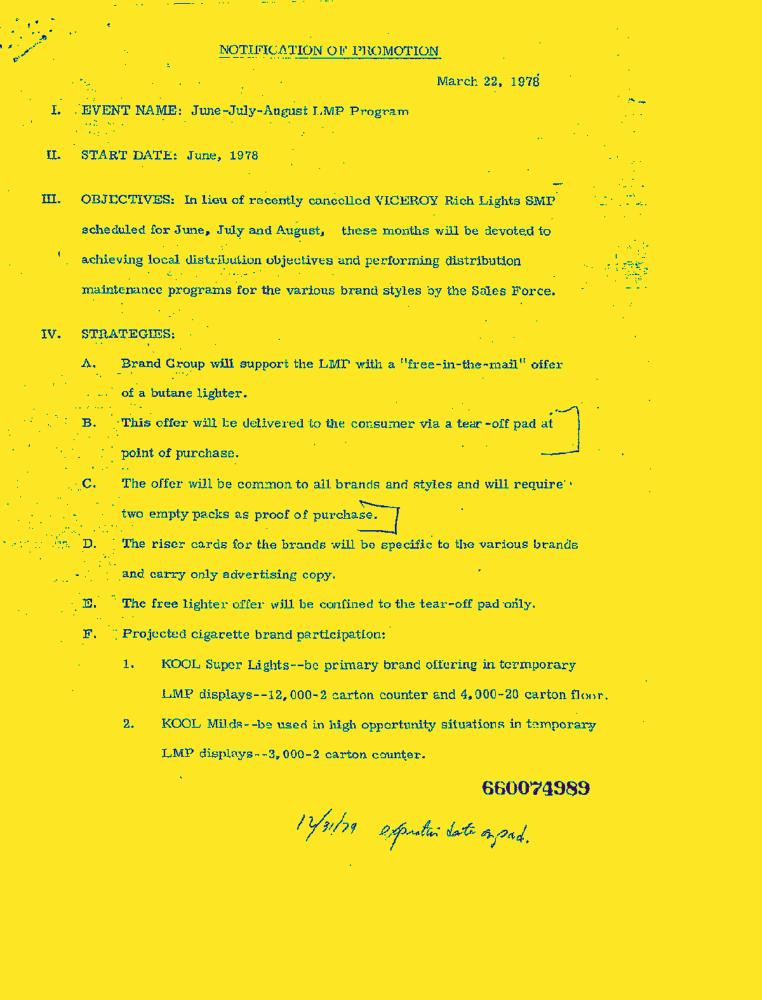 NOTIFICATION OF PROMOTION
March 22, 1978
I. EVENT NAME: June-July-August LMP Program
II. START DATE: June, 1978
III. OBJECTIVES: In lieu of recently cancelled VICEROY Rich Lights SMP
scheduled for June, July and August, these months will be devoted to
achieving local distribution objectives and performing distribution
maintenance programs for the various brand styles by the Sales Force.
IV. STRATEGIES:
A. Brand Group will support the LMP with a "free-in-the-mail" offer
of a butane lighter.
B. This offer will be delivered to the consumer via a tear-off pad at
point of purchase.
C. The offer will be common to all brands and styles and will require
two empty packs as proof of purchase.
D. The riser cards for the brands will be specific to the various brands
and carry only advertising copy.
E. The free lighter offer will be confined to the tear-off pad only.
F. Projected cigarette brand participation:
1. KOOL Super Lights--be primary brand offering in termporary
LMP displays--12,000-2 carton counter and 4,000-20 carton floor.
2. KOOL Milds--be used in high opportunity situations in temporary
LMP displays--3,000-2 carton counter.
660074989
12/31/79 expiration date on pad.